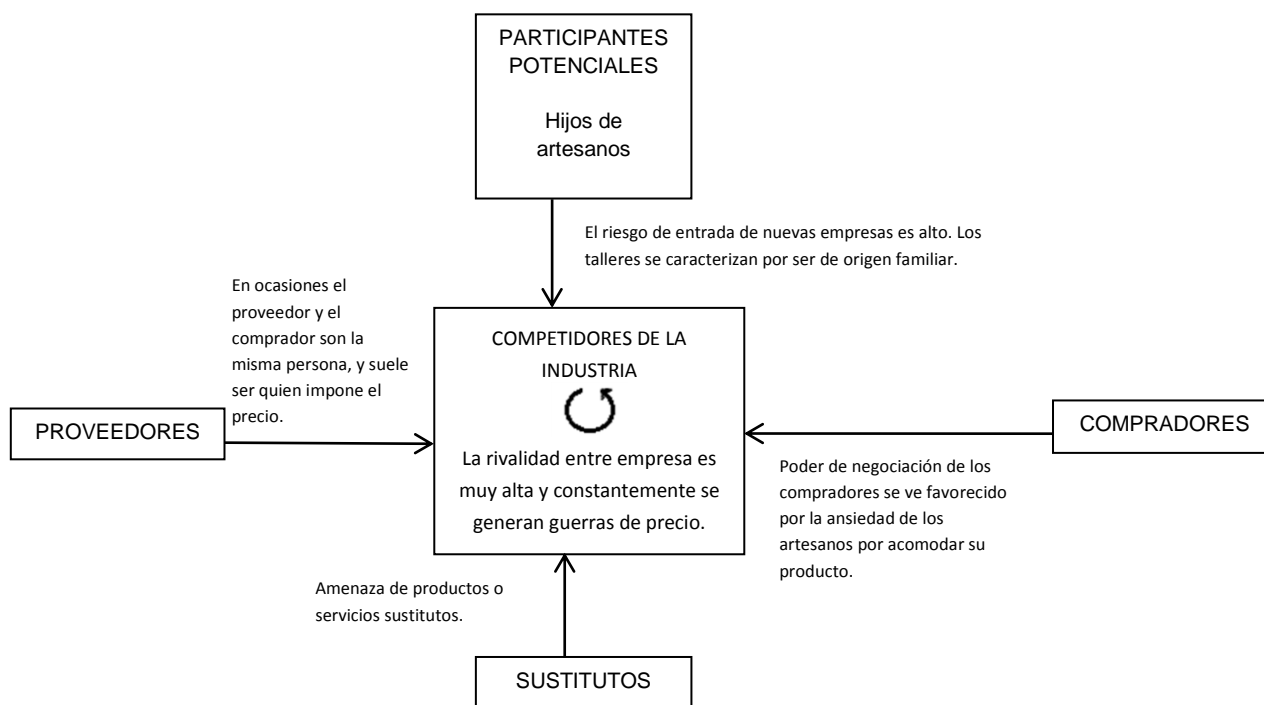 PARTICIPANTES
POTENCIALES
Hijos de
artesanos
El riesgo de entrada de nuevas empresas es alto. Los
talleres se caracterizan por ser de origen familiar.
En ocasiones el
proveedor y el
comprador son la
misma persona, y suele
ser quien impone el
precio.
PROVEEDORES
COMPETIDORES DE LA
INDUSTRIA
La rivalidad entre empresa es
muy alta y constantemente se
generan guerras de precio.
COMPRADORES
Poder de negociación de los
compradores se ve favorecido
por la ansiedad de los
artesanos por acomodar su
producto.
Amenaza de productos o
servicios sustitutos.
SUSTITUTOS